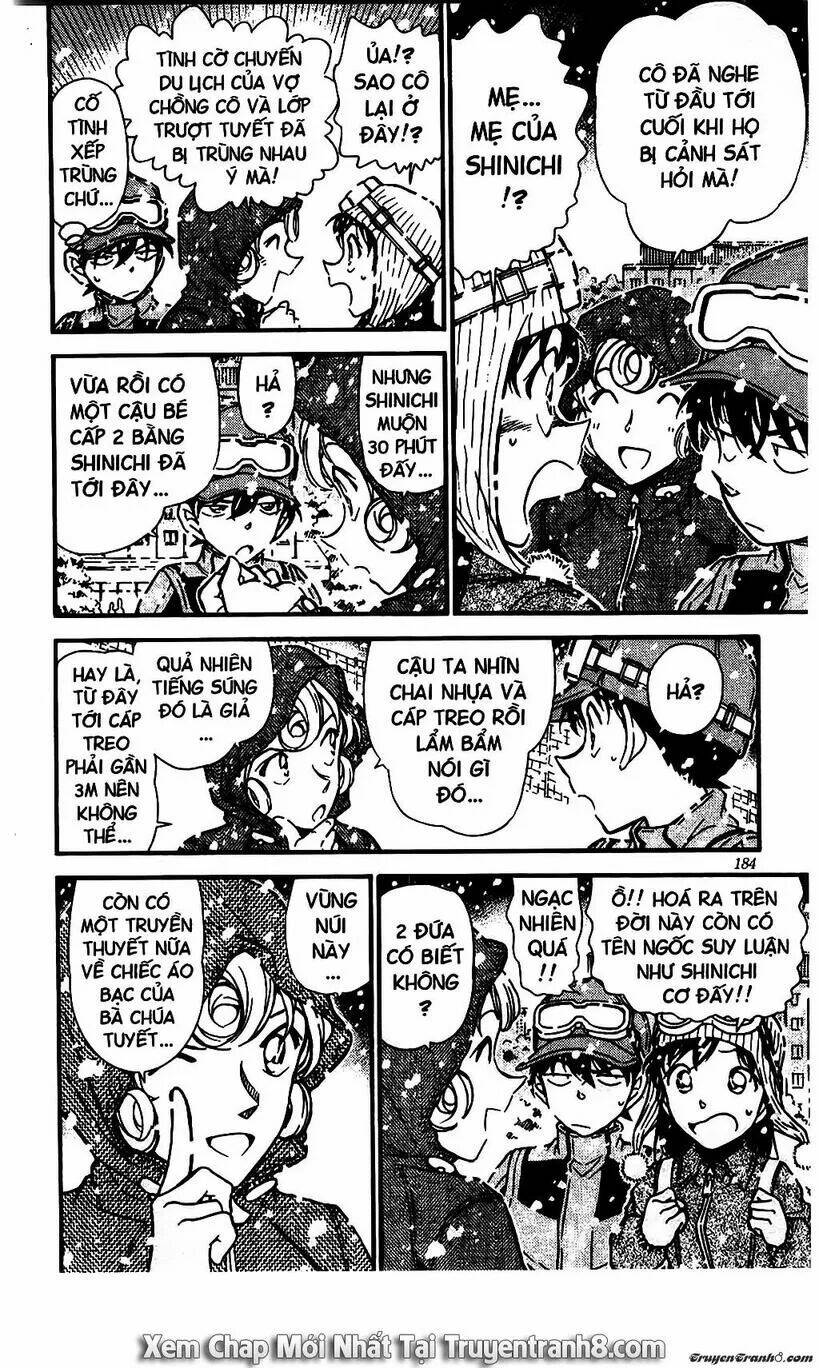 CÔ ĐÃ NGHE
TỪ ĐẦU TỚI
CUỐI KHI HỌ
BỊ CẢNH SÁT
HỎI MÀ!
MẸ...
MẸ CỦA
SHINICHI
!?
ỦA!?
SAO CÔ
LẠI Ở
ĐÂY!?
TÌNH CỜ CHUYẾN
DU LỊCH CỦA VỢ
CHỒNG CÔ VÀ LỚP
TRƯỢT TUYẾT ĐÃ
BỊ TRÙNG NHAU
Ý MÀ!
CỐ
TÌNH
XẾP
TRÙNG
CHỨ...
NHƯNG
SHINICHI
MUỘN
30 PHÚT
ĐẤY...
HẢ
?
VỪA RỒI CÓ
MỘT CẬU BÉ
CẤP 2 BẰNG
SHINICHI ĐÃ
TỚI ĐÂY...
HẢ?
CẬU TA NHÌN
CHAI NHỰA VÀ
CÁP TREO RỒI
LẨM BẨM
NÓI GÌ
ĐÓ...
QUẢ NHIÊN
TIẾNG SÚNG
ĐÓ LÀ GIẢ
...
HAY LÀ,
TỪ ĐÂY
TỚI CÁP
TREO
PHẢI GẦN
3M NÊN
KHÔNG
THỂ...
184
Ồ!! HOÁ RA TRÊN
ĐỜI NÀY CÒN CÓ
TÊN NGỐC SUY LUẬN
NHƯ SHINICHI
CƠ ĐẤY!!
NGẠC
NHIÊN
QUÁ
!!
2 ĐỨA
CÓ BIẾT
KHÔNG
?
VÙNG
NÚI
NÀY
...
CÒN CÓ
MỘT TRUYỀN
THUYẾT NỮA
VỀ CHIẾC ÁO
BẠC CỦA
BÀ CHÚA
TUYẾT...
Xem Chap Mới Nhất Tại Truyentranh8.com
TruyenTranh8.com